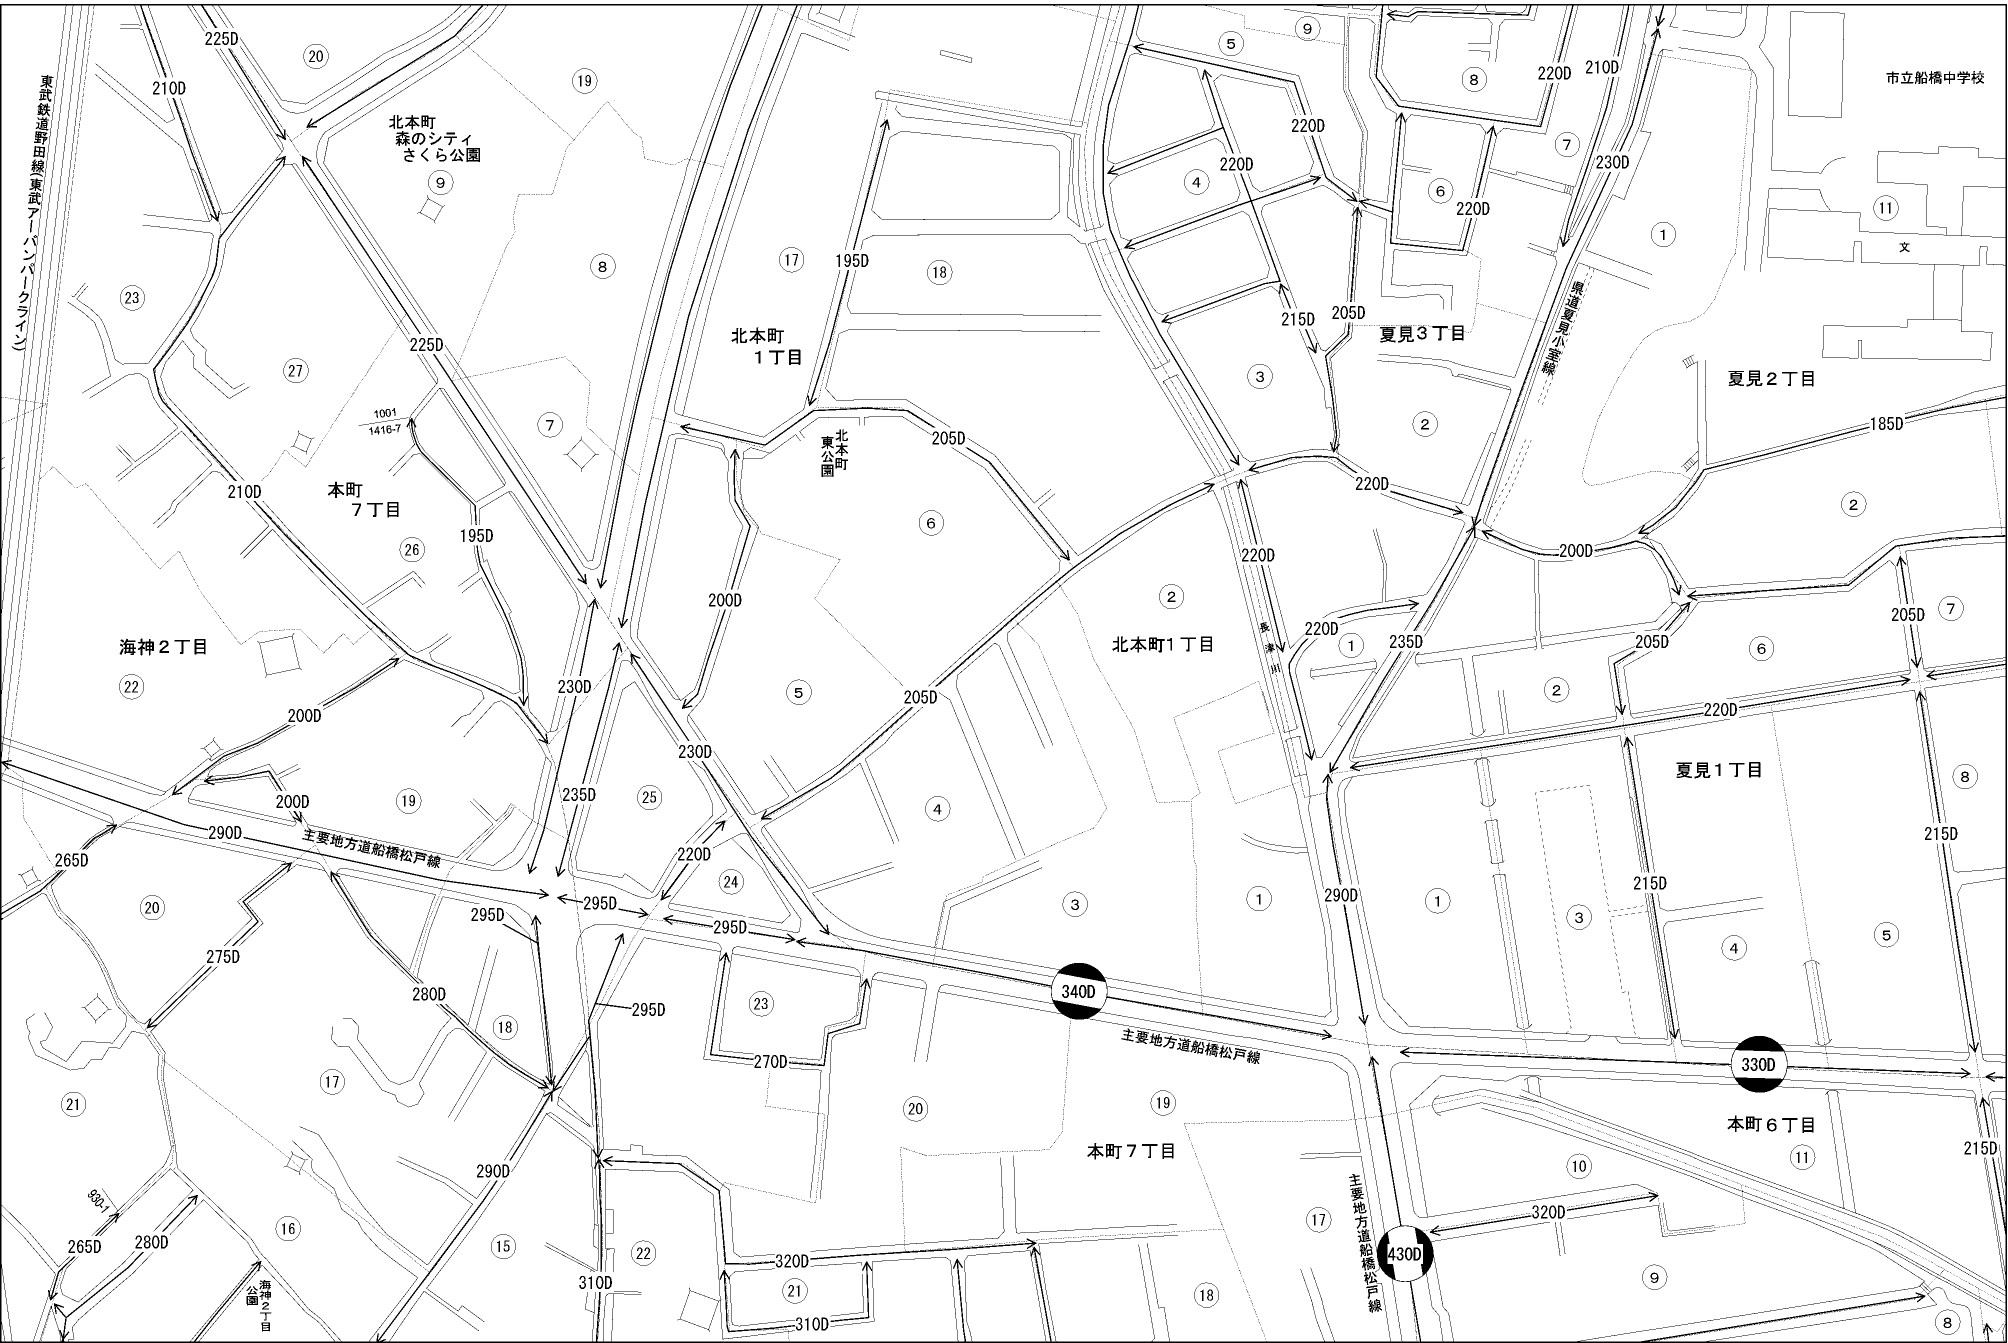 225D
20
210D
東武鉄道野田線(東武アーバンパークライン)
19
北本町
森のシティ
さくら公園
9
8
23
27
225D
7
1001
1416-7
210D
本町
7丁目
195D
26
海神2丁目
22
200D
200D
19
290D
主要地方道船橋松戸線
265D
20
275D
280D
295D
21
17
18
930-1
265D
280D
16
海神2丁目
公園
290D
15
17
195D
18
北本町
1丁目
北本町
東公園
205D
6
200D
5
230D
235D
230D
25
205D
4
220D
24
295D
295D
3
295D
23
270D
20
340D
主要地方道船橋松戸線
19
本町7丁目
320D
22
310D
21
310D
18
17
主要地方道船橋松戸線
430D
5
9
8
220D
210D
220D
220D
7
4
6
220D
230D
1
市立船橋中学校
11
文
215D
205D
夏見3丁目
県道夏見小室線
3
2
夏見2丁目
185D
220D
2
200D
220D
2
北本町1丁目
長津川
220D
1
235D
205D
205D
7
6
2
220D
夏見1丁目
8
215D
290D
1
1
3
215D
4
5
330D
本町6丁目
10
11
215D
320D
9
8